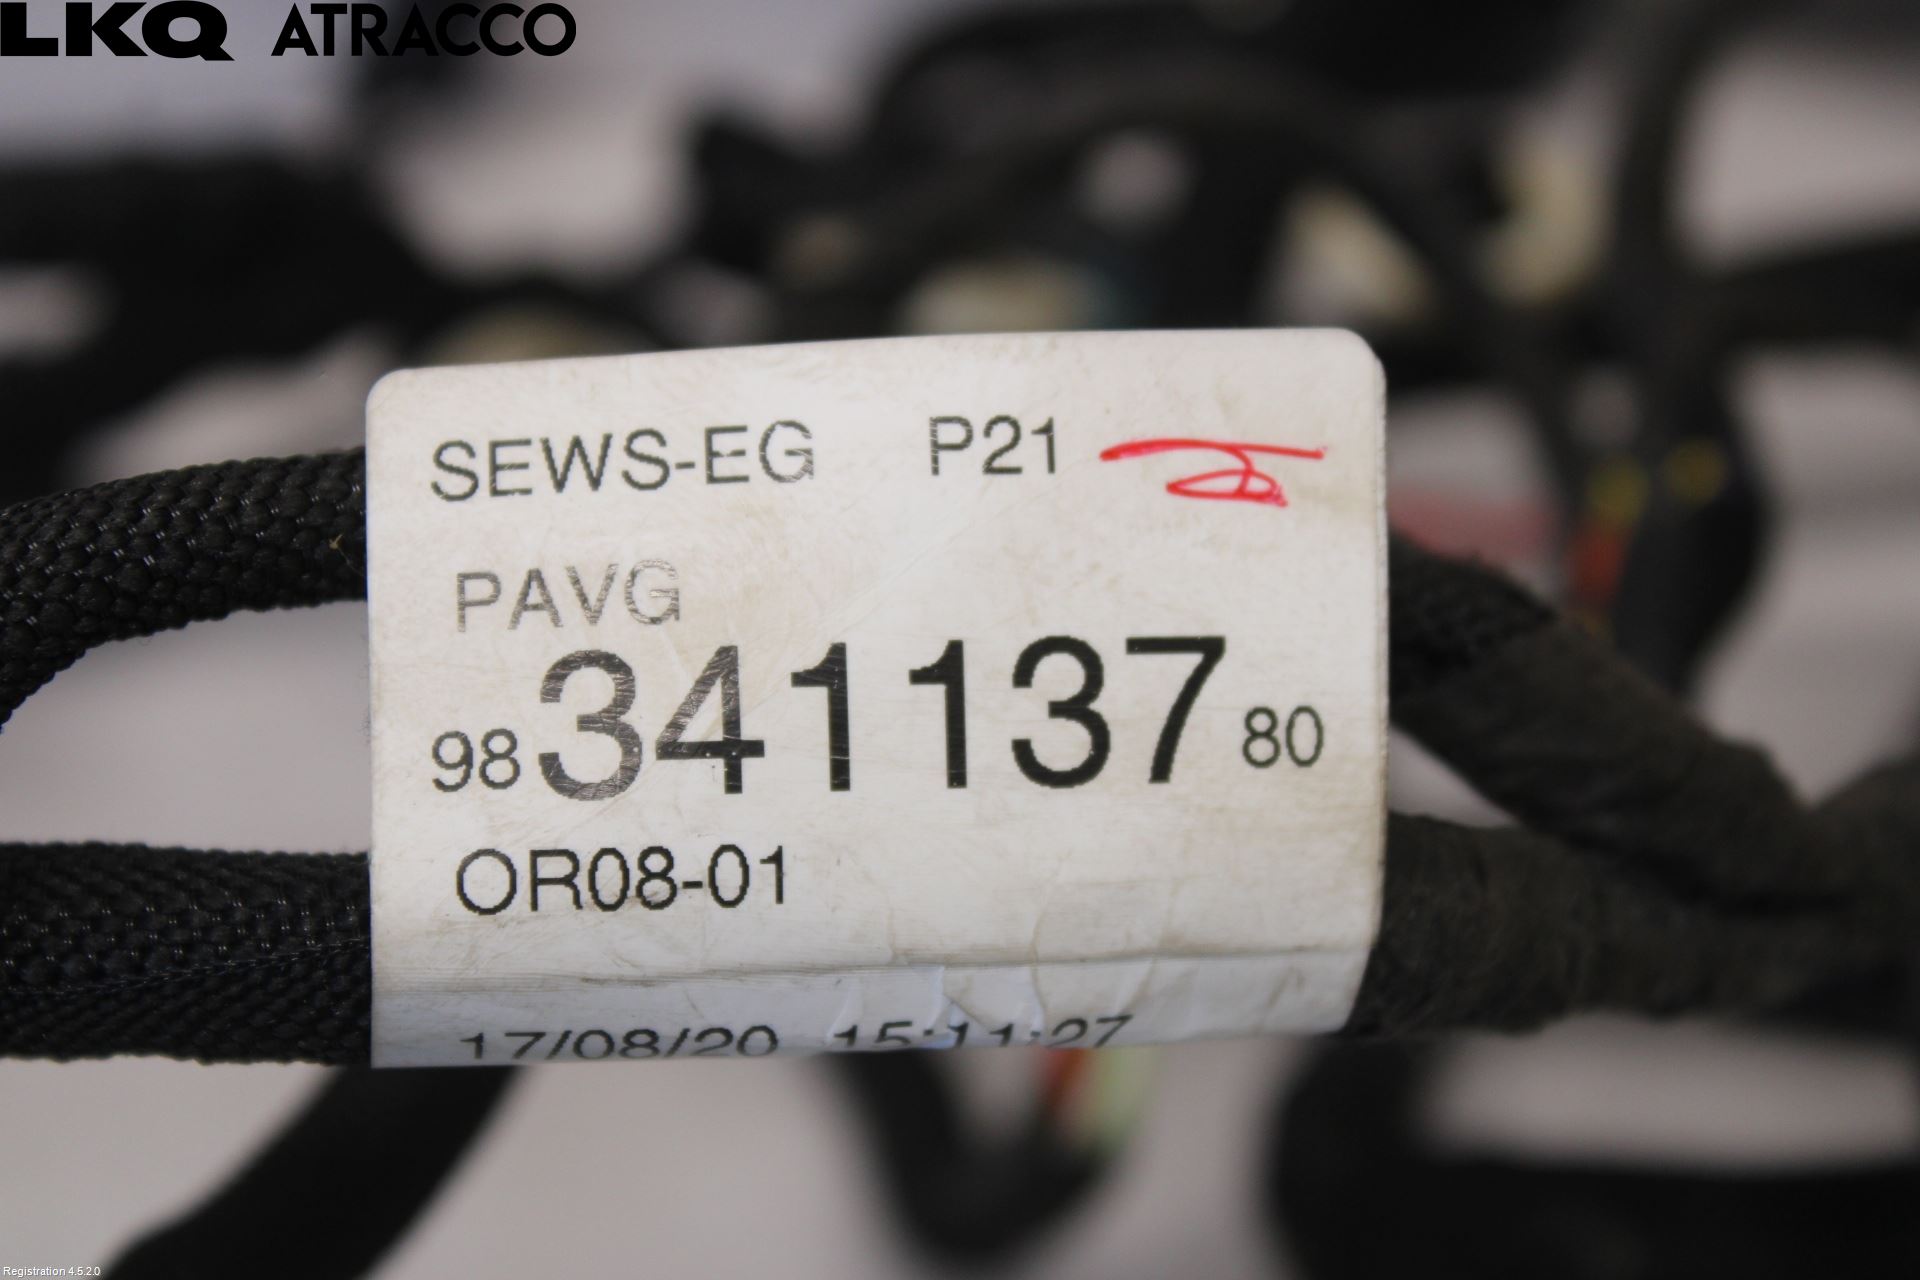 LKQ ATRACCO
SEWS-EG P21
PAVG
98 341137 80
OR08-01
17/08/20 15:11:27
Registration 4.5.2.0